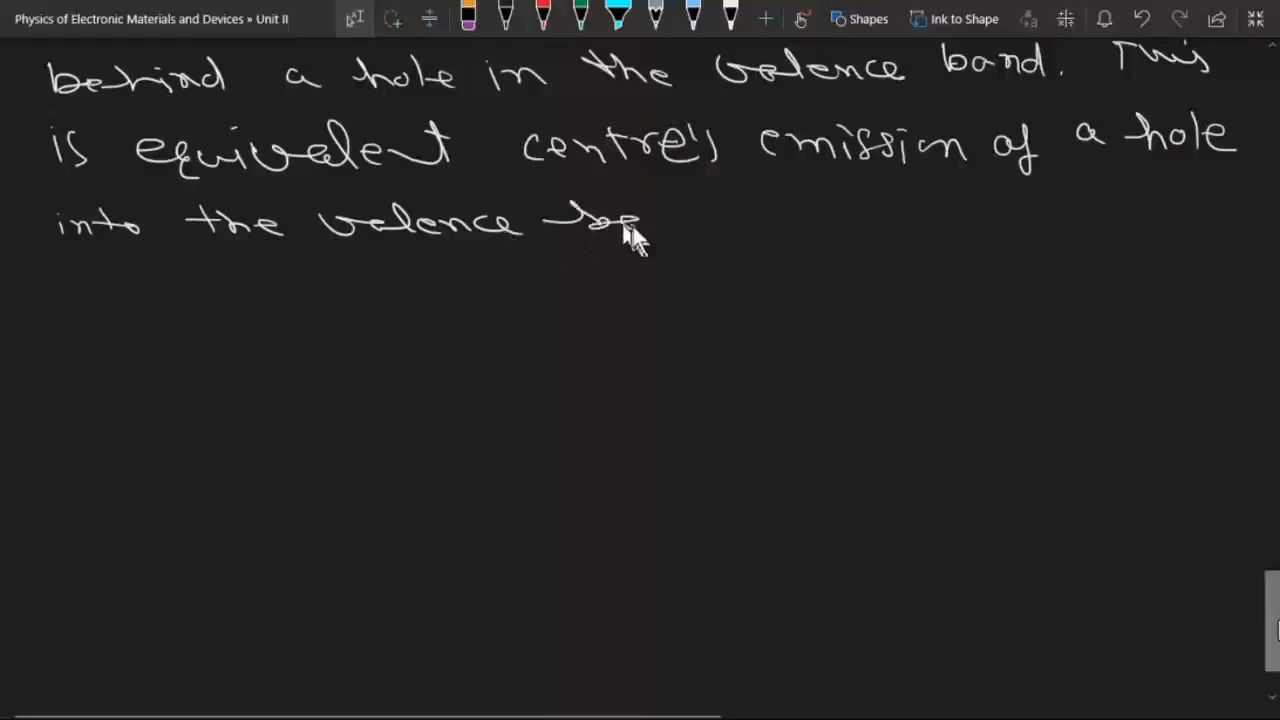 Physics of Electronic Materials and Devices » Unit II
Shapes
Ink to Shape
behind a hole in the valence band. This
is equivalent centre's emission of a hole
into the valence